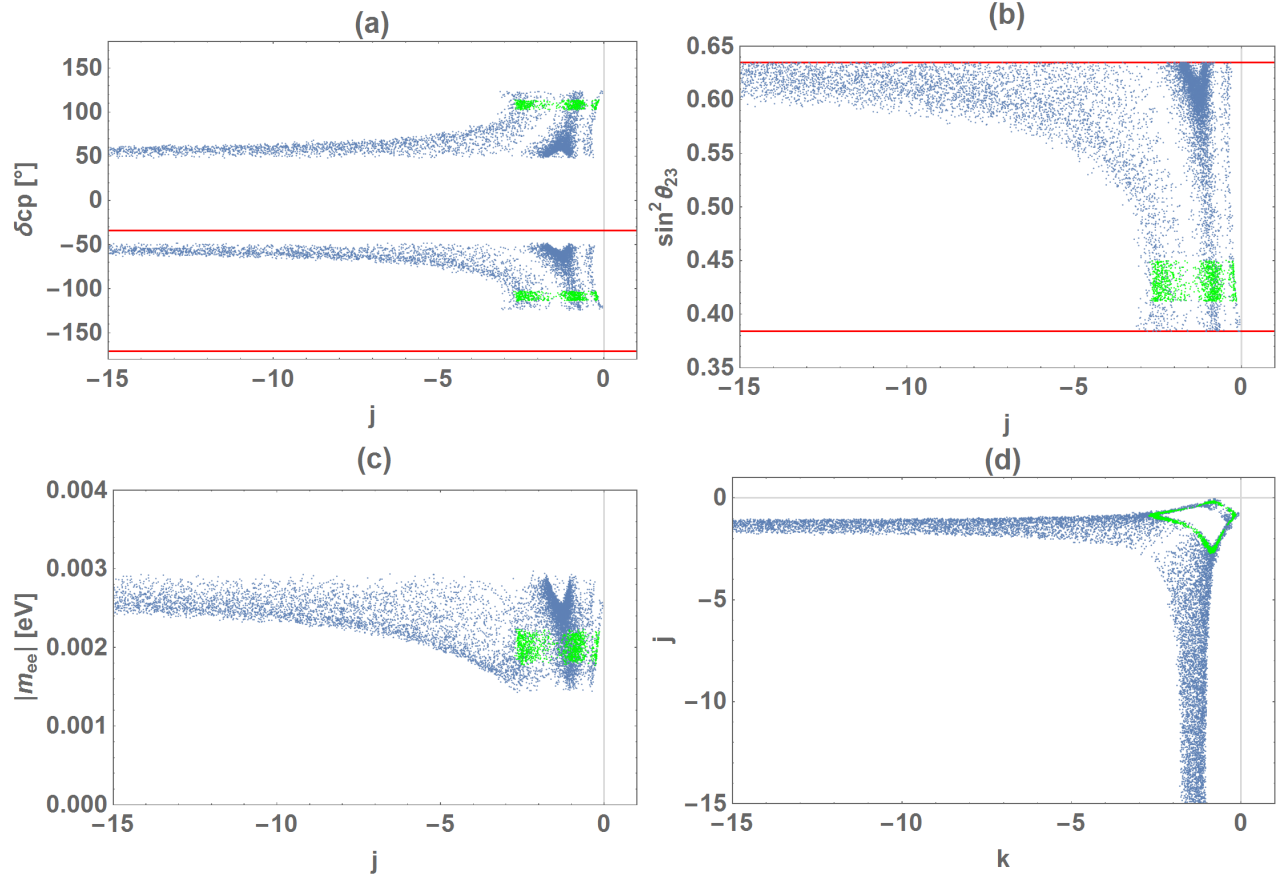 (a)
150
100
50
0
−50
−100
−150
δcp [°]
−15 −10 −5 0
j
(b)
0.65
0.60
0.55
0.50
0.45
0.40
0.35
sin² θ₂₃
−15 −10 −5 0
j
(c)
0.004
0.003
0.002
0.001
0.000
|mₑₑ| [eV]
−15 −10 −5 0
j
(d)
0
−5
−10
−15
j
−15 −10 −5 0
k